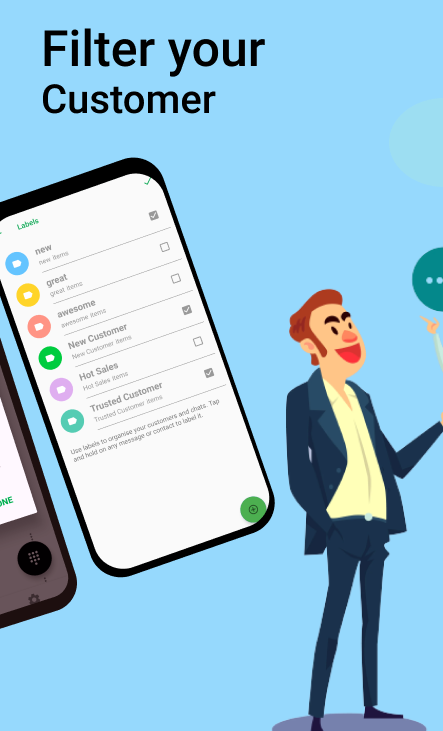 Filter your
Customer
Labels
new
new items
great
great items
awesome
awesome items
New Customer
New Customer items
Hot Sales
Hot Sales items
Trusted Customer
Trusted Customer items
Use labels to organise your customers and chats. Tap
and hold on any message or contact to label it.
ONE